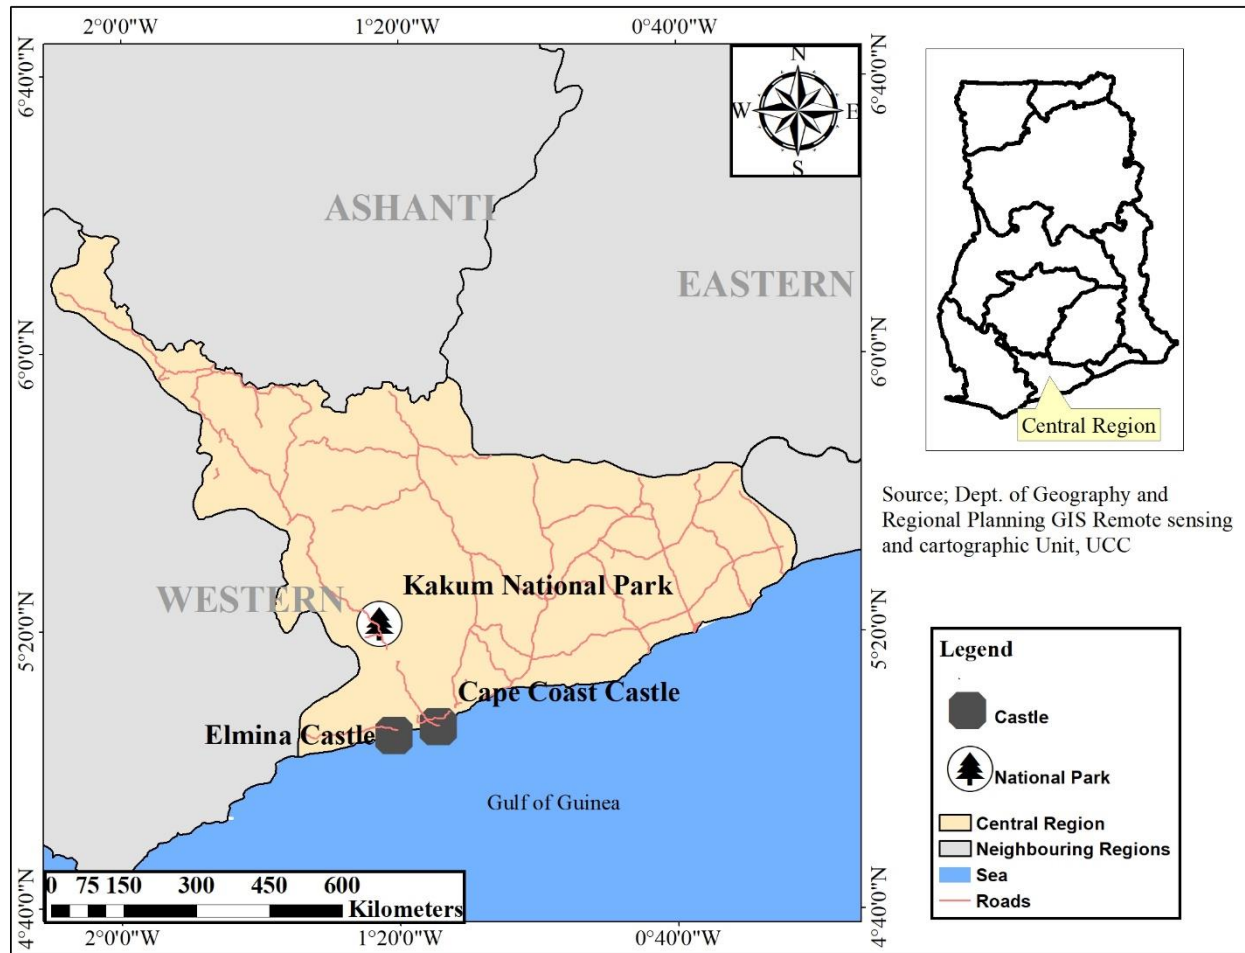 2°0'0"W 1°20'0"W 0°40'0"W
6°40'0"N
6°0'0"N
5°20'0"N
4°40'0"N
N
W E
S
ASHANTI
EASTERN
WESTERN
Kakum National Park
Cape Coast Castle
Elmina Castle
Gulf of Guinea
0 75 150 300 450 600
Kilometers
2°0'0"W 1°20'0"W 0°40'0"W
6°40'0"N
6°0'0"N
5°20'0"N
4°40'0"N
Central Region
Source; Dept. of Geography and
Regional Planning GIS Remote sensing
and cartographic Unit, UCC
Legend
Castle
National Park
Central Region
Neighbouring Regions
Sea
Roads